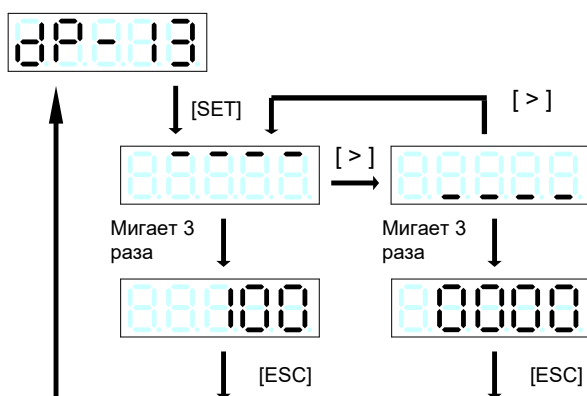 dP-13
[SET]
[ > ]
[ > ]
Мигает 3
раза
Мигает 3
раза
100
0000
[ESC]
[ESC]